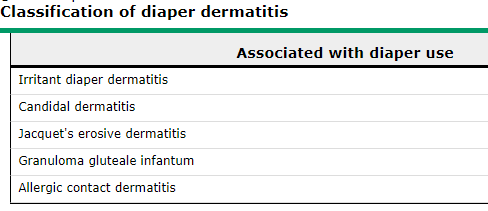 Classification of diaper dermatitis
Associated with diaper use
Irritant diaper dermatitis
Candidal dermatitis
Jacquet's erosive dermatitis
Granuloma gluteale infantum
Allergic contact dermatitis